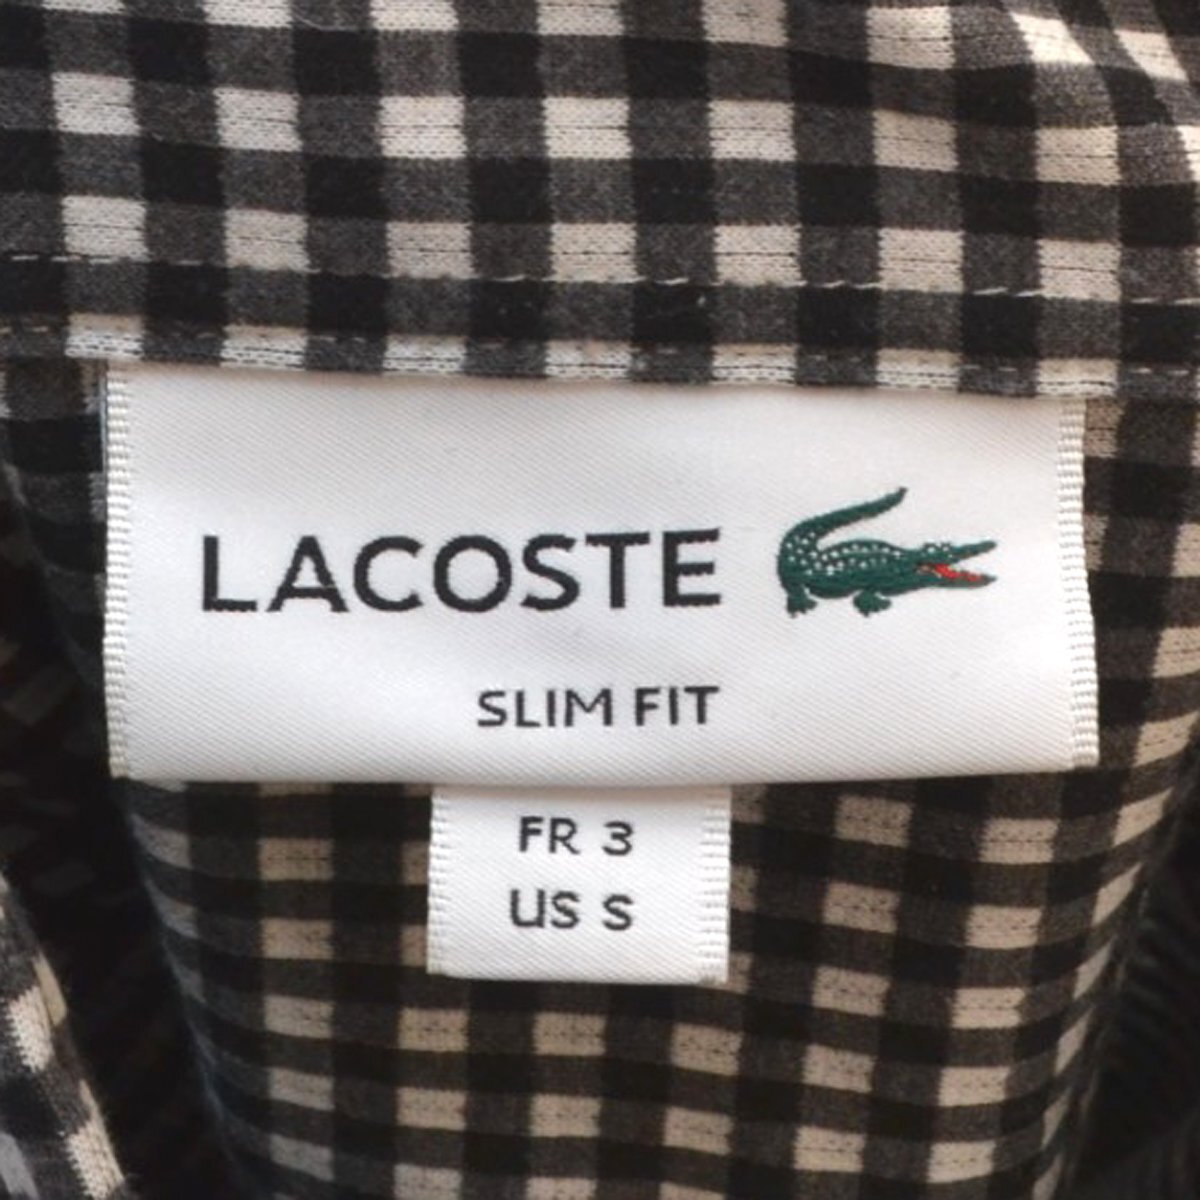 LACOSTE
SLIM FIT
FR 3
US S